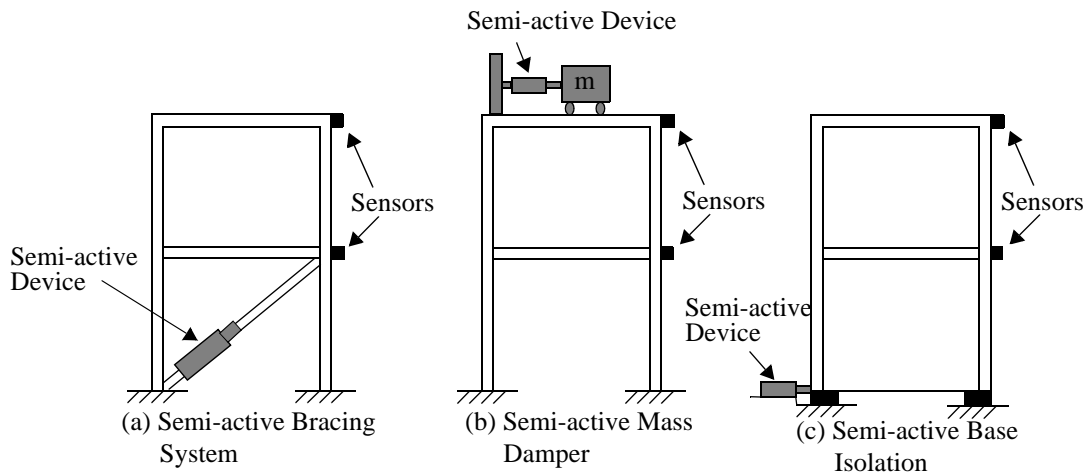 Semi-active Device
m
Sensors
Sensors
Sensors
Semi-active
Device
Semi-active
Device
(a) Semi-active Bracing
System
(b) Semi-active Mass
Damper
(c) Semi-active Base
Isolation